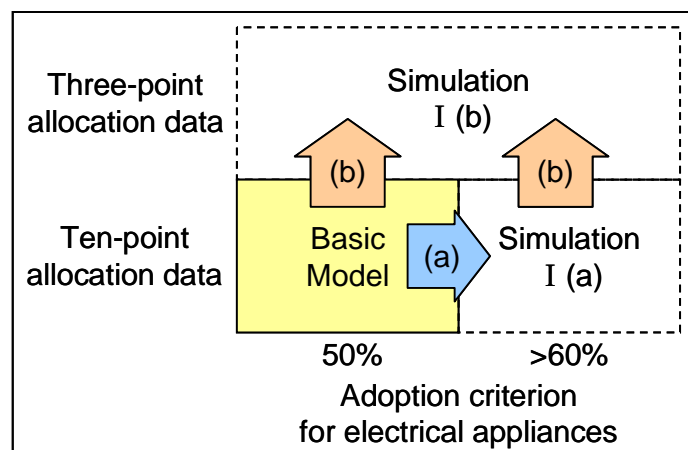 Three-point
allocation data
Simulation
I (b)
(b)
(b)
Ten-point
allocation data
Basic
Model
(a)
Simulation
I (a)
50%
>60%
Adoption criterion
for electrical appliances